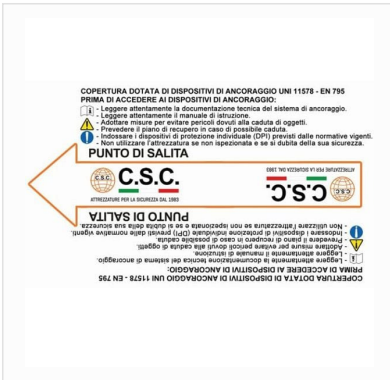 COPERTURA DOTATA DI DISPOSITIVI DI ANCORAGGIO UNI 11578 - EN 795
PRIMA DI ACCEDERE AI DISPOSITIVI DI ANCORAGGIO:
- Leggere attentamente la documentazione tecnica del sistema di ancoraggio.
- Leggere attentamente il manuale di istruzione.
- Adottare misure per evitare pericoli dovuti alla caduta di oggetti.
- Prevedere il piano di recupero in caso di possibile caduta.
- Indossare i dispositivi di protezione individuale (DPI) previsti dalle normative vigenti.
- Non utilizzare l'attrezzatura se non ispezionata e se si dubita della sua sicurezza.
PUNTO DI SALITA
C.S.C. C.S.C.
ATTREZZATURE PER LA SICUREZZA DAL 1983
C.S.C. C.S.C.
ATTREZZATURE PER LA SICUREZZA DAL 1983
PUNTO DI SALITA
- Non utilizzare l'attrezzatura se non ispezionata e se si dubita della sua sicurezza.
- Indossare i dispositivi di protezione individuale (DPI) previsti dalle normative vigenti.
- Prevedere il piano di recupero in caso di possibile caduta.
- Adottare misure per evitare pericoli dovuti alla caduta di oggetti.
- Leggere attentamente il manuale di istruzione.
- Leggere attentamente la documentazione tecnica del sistema di ancoraggio.
PRIMA DI ACCEDERE AI DISPOSITIVI DI ANCORAGGIO:
COPERTURA DOTATA DI DISPOSITIVI DI ANCORAGGIO UNI 11578 - EN 795